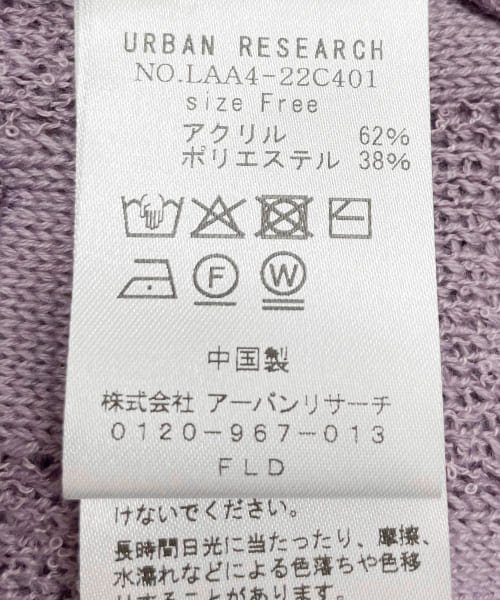 URBAN RESEARCH
NO.LAA4-22C401
size Free
アクリル 62%
ポリエステル 38%
F W
中国製
株式会社 アーバンリサーチ
0120-967-013
FLD
けないでください。
長時間日光に当たったり、摩擦、
水濡れなどによる色落ちや色移